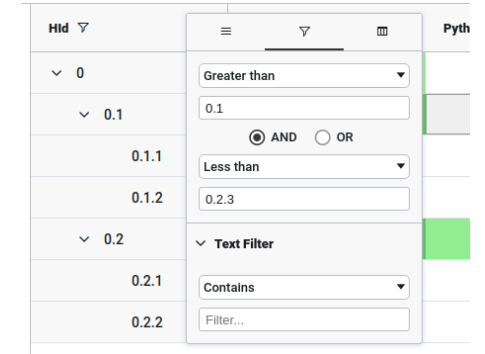 HId
Pyth
0
Greater than
0.1
0.1
AND OR
0.1.1
Less than
0.1.2
0.2.3
0.2
Text Filter
0.2.1
Contains
0.2.2
Filter...